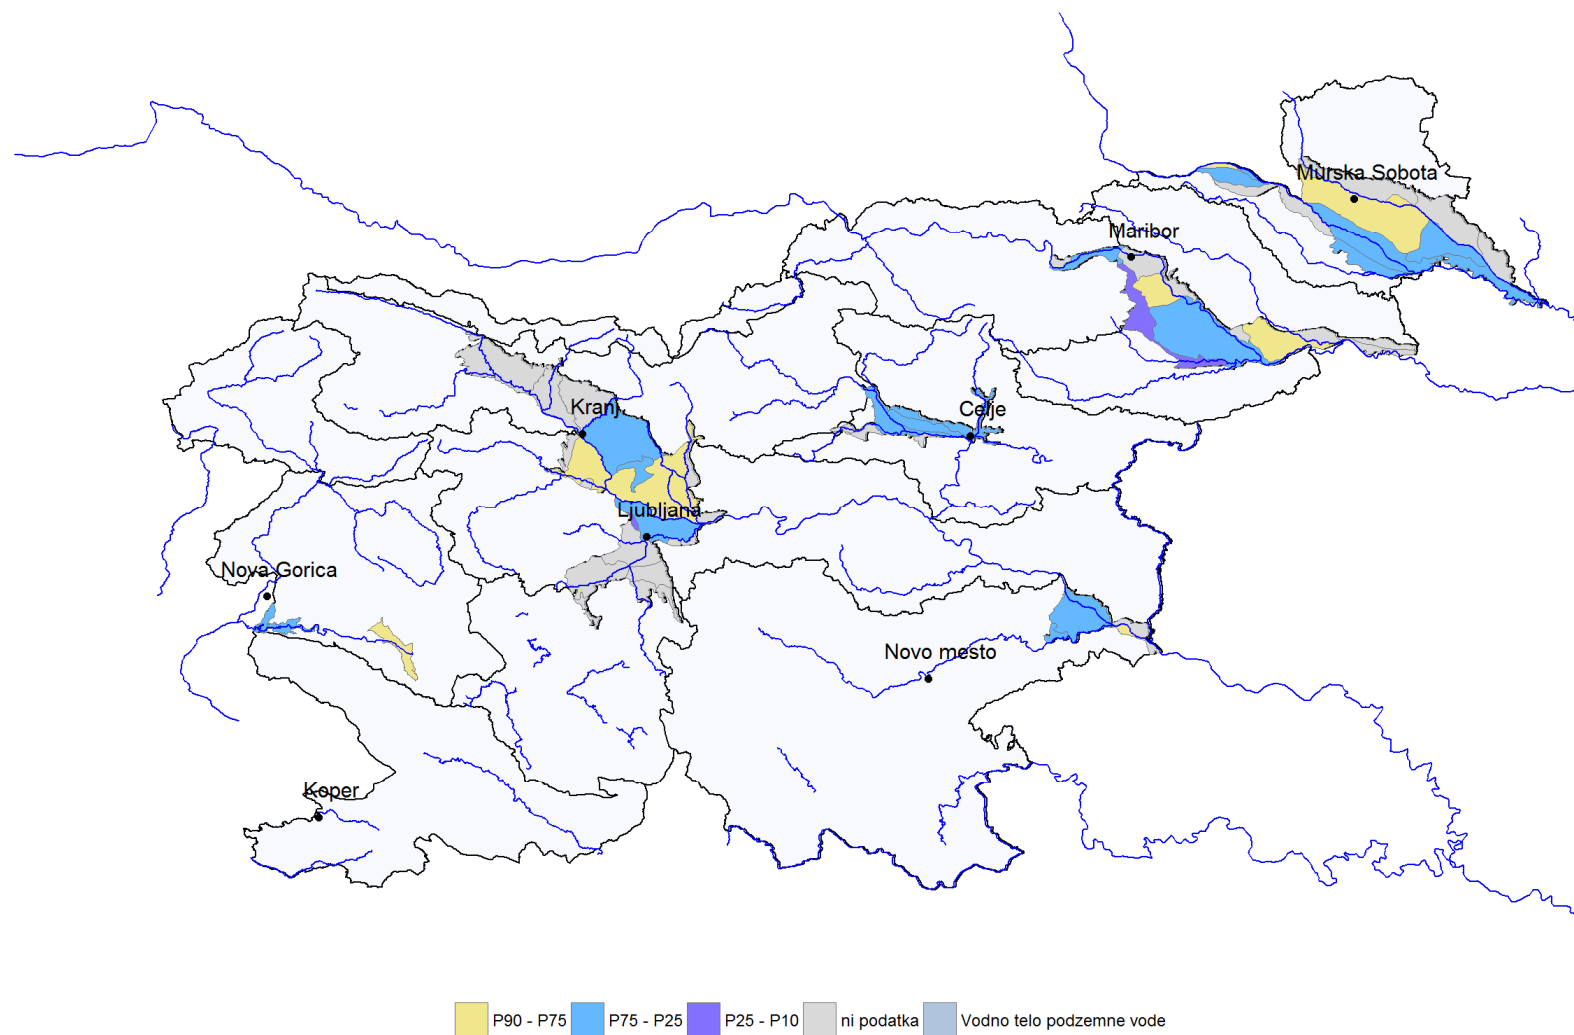 Murska Sobota
Maribor
Kranj
Celje
Ljubljana
Nova Gorica
Novo mesto
Koper
P90 - P75 P75 - P25 P25 - P10 ni podatka Vodno telo podzemne vode